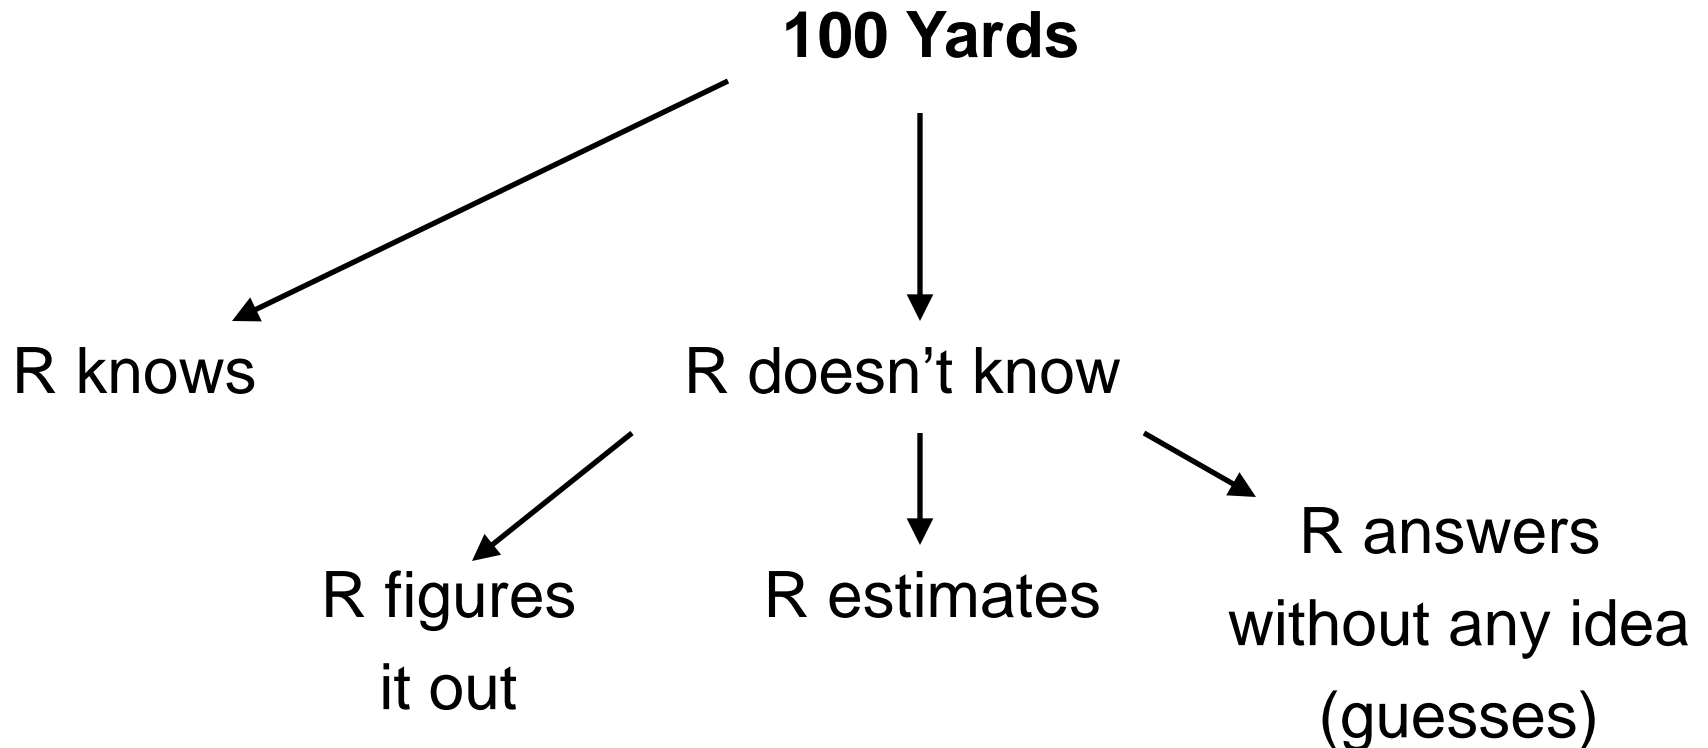 100 Yards
R knows
R doesn’t know
R figures
it out
R estimates
R answers
without any idea
(guesses)